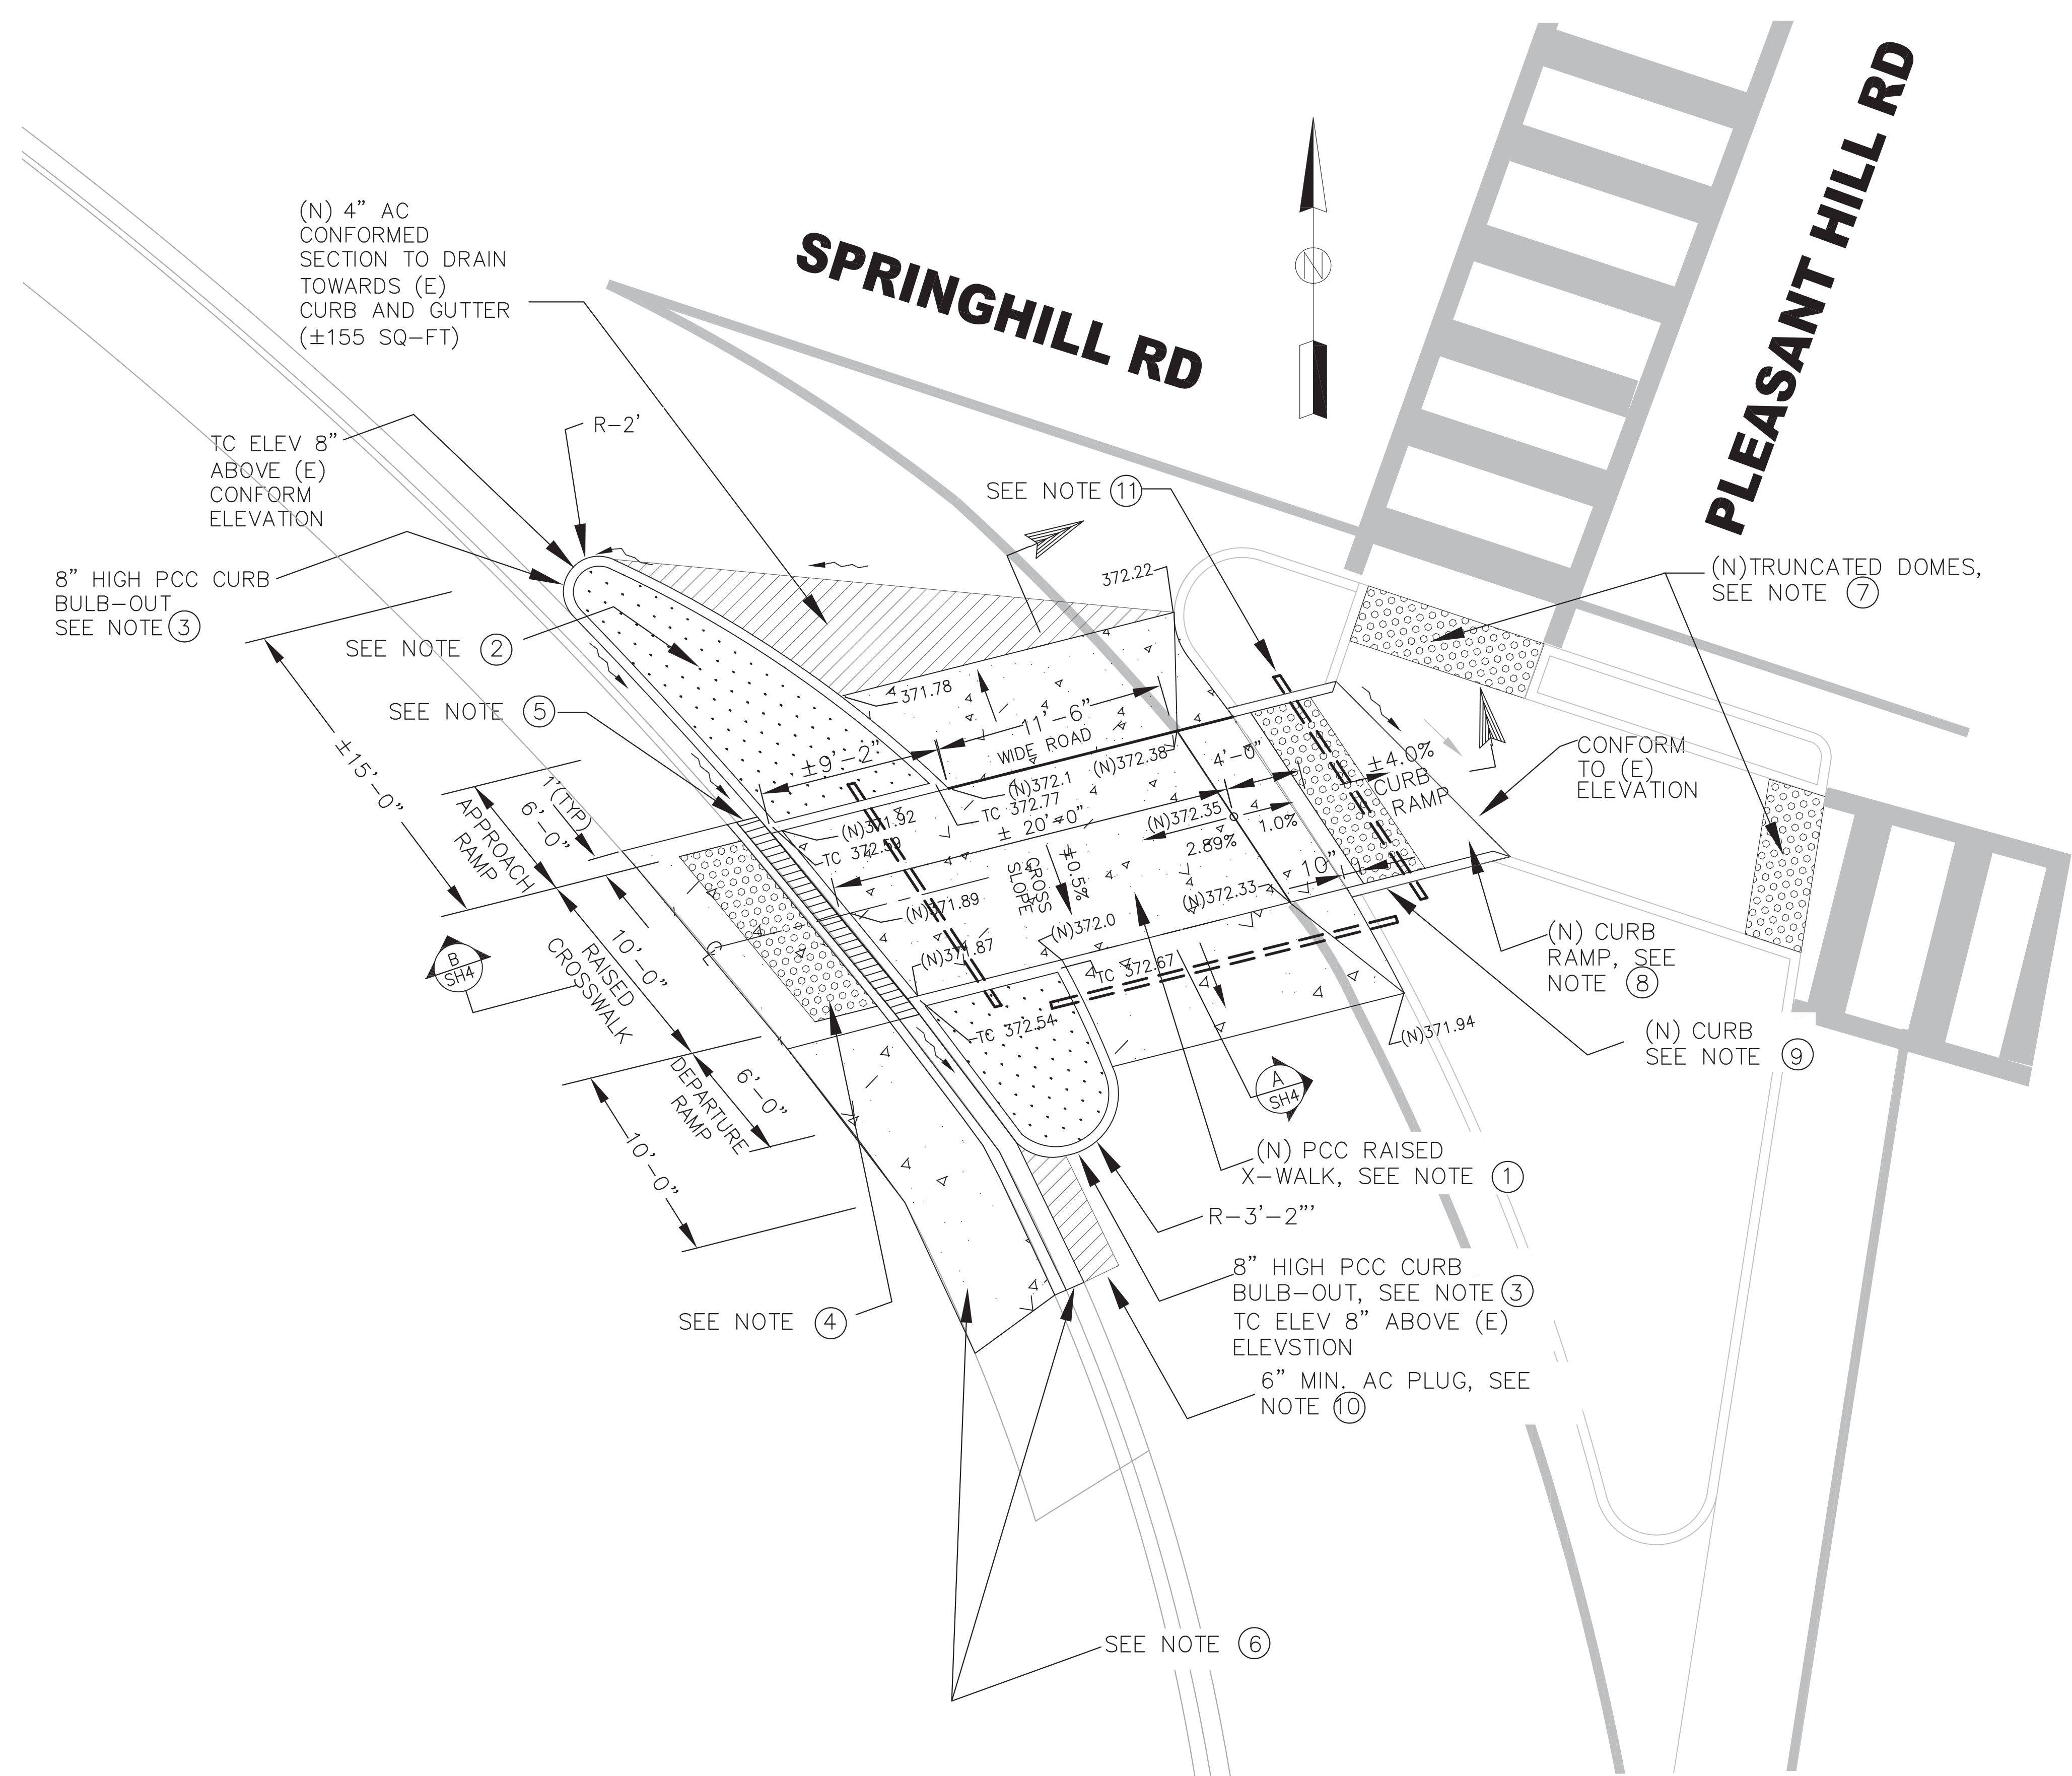 SPRINGHILL RD
PLEASANT HILL RD
N
(N) 4" AC
CONFORMED
SECTION TO DRAIN
TOWARDS (E)
CURB AND GUTTER
(±155 SQ-FT)
R-2'
TC ELEV 8"
ABOVE (E)
CONFORM
ELEVATION
8" HIGH PCC CURB
BULB-OUT
SEE NOTE 3
SEE NOTE 2
SEE NOTE 5
SEE NOTE 11
372.22
(N)TRUNCATED DOMES,
SEE NOTE 7
371.78
11'-6"
WIDE ROAD
±9'-2"
(N)372.38
4'-0"
±4.0%
CURB
RAMP
CONFORM
TO (E)
ELEVATION
(N)372.1
TC 372.77
(N)371.92
TC 372.59
± 20'-0"
(N)372.35
1.0%
2.89%
10"
±0.5%
CROSS
SLOPE
(N)372.33
(N)371.89
(N)372.0
(N)371.87
TC 372.67
TC 372.54
(N)371.94
±15'-0"
1'(TYP)
6'-0"
APPROACH
RAMP
10'-0"
RAISED
CROSSWALK
DEPARTURE
RAMP
6'-0"
10'-0"
B
SH4
CL
A
SH4
(N) CURB
RAMP, SEE
NOTE 8
(N) CURB
SEE NOTE 9
(N) PCC RAISED
X-WALK, SEE NOTE 1
R-3'-2"'
8" HIGH PCC CURB
BULB-OUT, SEE NOTE 3
TC ELEV 8" ABOVE (E)
ELEVSTION
6" MIN. AC PLUG, SEE
NOTE 10
SEE NOTE 4
SEE NOTE 6